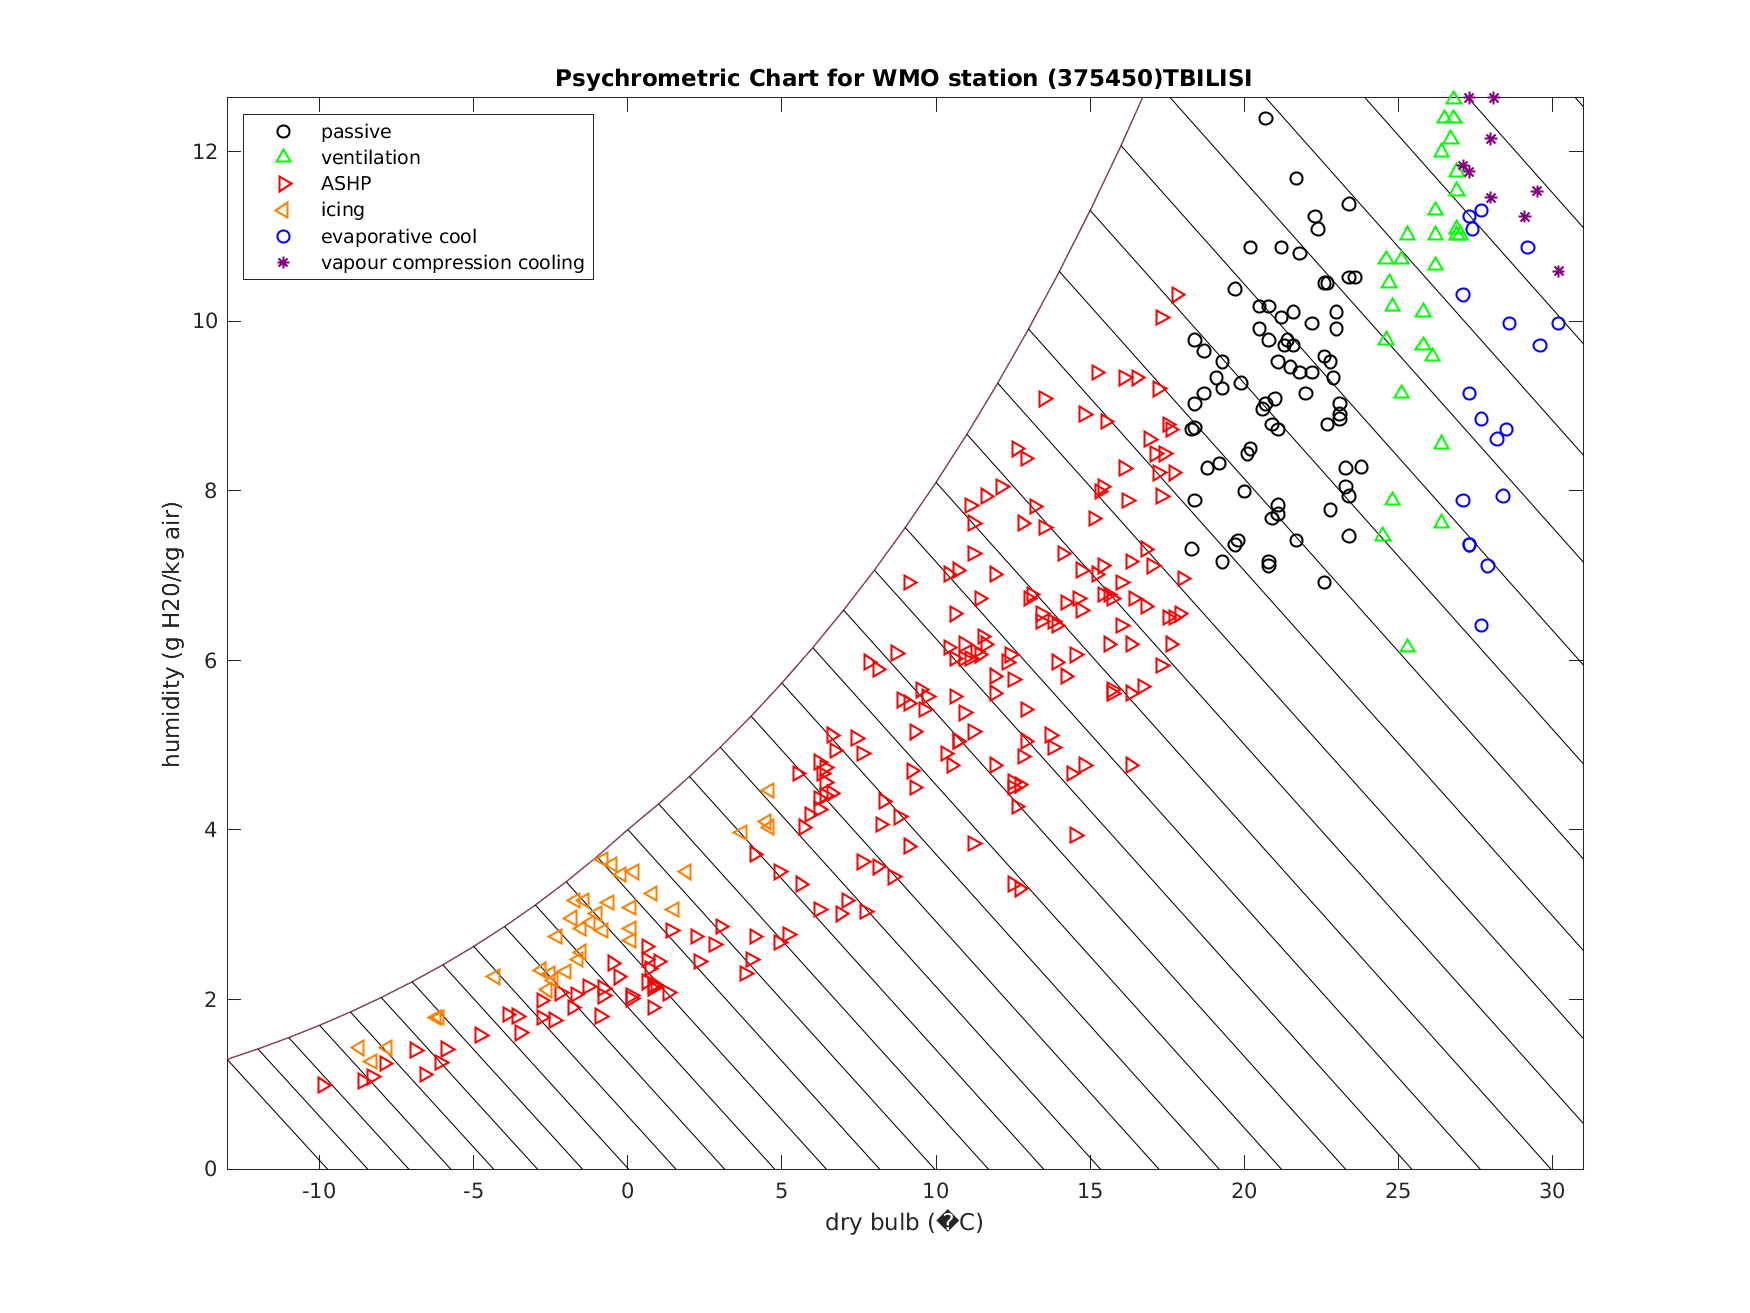 Psychrometric Chart for WMO station (375450)TBILISI
passive
ventilation
ASHP
icing
evaporative cool
vapour compression cooling
12
10
8
6
4
2
0
humidity (g H20/kg air)
-10 -5 0 5 10 15 20 25 30
dry bulb (�C)